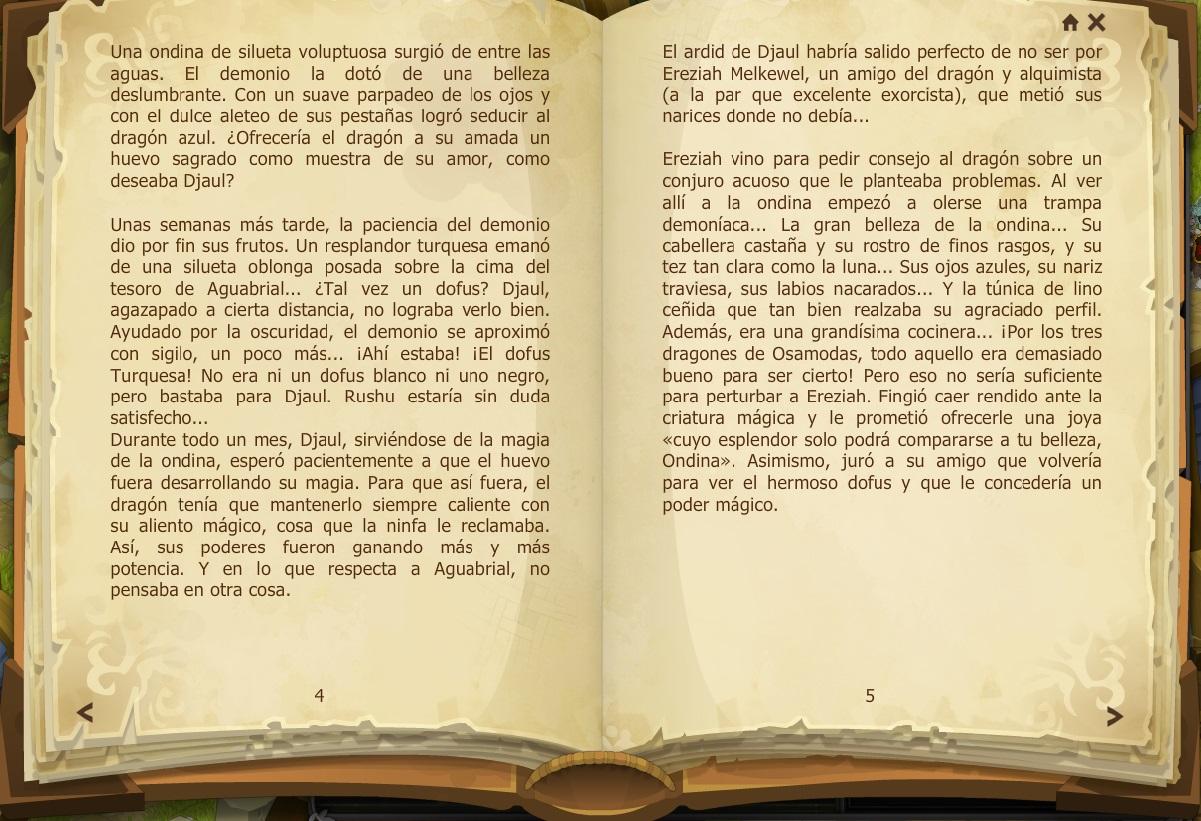 Una ondina de silueta voluptuosa surgió de entre las
aguas. El demonio la dotó de una belleza
deslumbrante. Con un suave parpadeo de los ojos y
con el dulce aleteo de sus pestañas logró seducir al
dragón azul. ¿Ofrecería el dragón a su amada un
huevo sagrado como muestra de su amor, como
deseaba Djaul?
Unas semanas más tarde, la paciencia del demonio
dio por fin sus frutos. Un resplandor turquesa emanó
de una silueta oblonga posada sobre la cima del
tesoro de Aguabrial... ¿Tal vez un dofus? Djaul,
agazapado a cierta distancia, no lograba verlo bien.
Ayudado por la oscuridad, el demonio se aproximó
con sigilo, un poco más... ¡Ahí estaba! ¡El dofus
Turquesa! No era ni un dofus blanco ni uno negro,
pero bastaba para Djaul. Rushu estaría sin duda
satisfecho...
Durante todo un mes, Djaul, sirviéndose de la magia
de la ondina, esperó pacientemente a que el huevo
fuera desarrollando su magia. Para que así fuera, el
dragón tenía que mantenerlo siempre caliente con
su aliento mágico, cosa que la ninfa le reclamaba.
Así, sus poderes fueron ganando más y más
potencia. Y en lo que respecta a Aguabrial, no
pensaba en otra cosa.
4
El ardid de Djaul habría salido perfecto de no ser por
Ereziah Melkewel, un amigo del dragón y alquimista
(a la par que excelente exorcista), que metió sus
narices donde no debía...
Ereziah vino para pedir consejo al dragón sobre un
conjuro acuoso que le planteaba problemas. Al ver
allí a la ondina empezó a olerse una trampa
demoníaca... La gran belleza de la ondina... Su
cabellera castaña y su rostro de finos rasgos, y su
tez tan clara como la luna... Sus ojos azules, su nariz
traviesa, sus labios nacarados... Y la túnica de lino
ceñida que tan bien realzaba su agraciado perfil.
Además, era una grandísima cocinera... ¡Por los tres
dragones de Osamodas, todo aquello era demasiado
bueno para ser cierto! Pero eso no sería suficiente
para perturbar a Ereziah. Fingió caer rendido ante la
criatura mágica y le prometió ofrecerle una joya
«cuyo esplendor solo podrá compararse a tu belleza,
Ondina». Asimismo, juró a su amigo que volvería
para ver el hermoso dofus y que le concedería un
poder mágico.
5